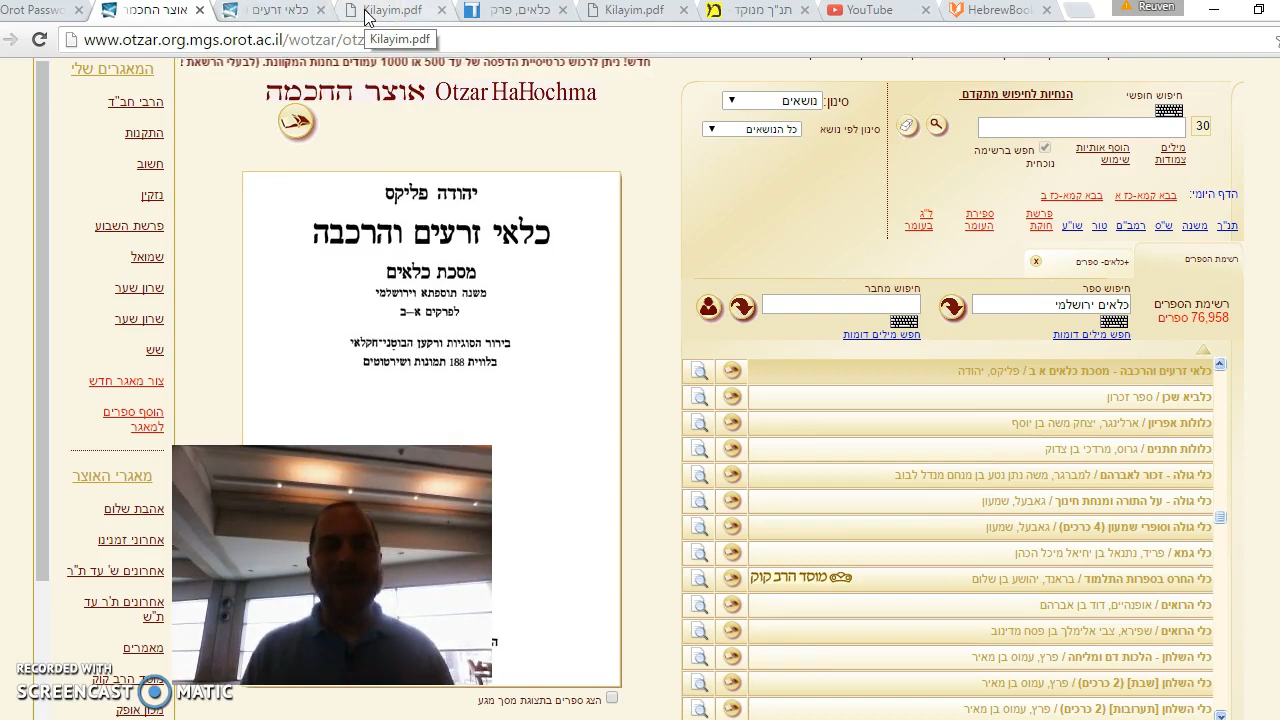 Orot Passwo
אוצר החכמה
כלאי זרעים
Kilayim.pdf
כלאים, פרק
Kilayim.pdf
תנ"ך מנוקד -
YouTube
HebrewBook
Reuven
www.otzar.org.mgs.orot.ac.il/wotzar/otz
Kilayim.pdf
חדש! ניתן לרכוש כרטיסיית הדפסה של עד 500 או 1000 עמודים בחנות המקוונת. (לבעלי הרשאת
אוצר החכמה Otzar HaHochma
המאגרים שלי
הרבי חב"ד
התקנות
חשוב
נזקין
פרשת השבוע
שמואל
שרון שער
שרון שער
שש
צור מאגר חדש
הוסף ספרים
למאגר
מאגרי האוצר
אהבת שלום
אחרוני זמנינו
אחרונים ש' עד ת"ר
אחרונים ת'ר עד
ת"ש
מאמרים
יהודה פליקס
כלאי זרעים והרכבה
מסכת כלאים
משנה תוספתא וירושלמי
לפרקים א–ב
בירור הסוגיות ורקען הבוטני־חקלאי
בלווית 188 תמונות ושירטוטים
הצג ספרים בתצוגת מסך מגע
חיפוש חופשי
הנחיות לחיפוש מתקדם
סינון:
נושאים
30
סינון לפי נושא
כל הנושאים
מילים
צמודות
הוסף אותיות
שימוש
חפש ברשימה
נוכחית
הדף היומי:
בבא קמא-כז א
בבא קמא-כז ב
תנ"ך
משנה
ש"ס
רמב"ם
טור
שו"ע
פרשת
חוקת
ספירת
העומר
ל"ג
בעומר
רשימת הספרים
+כלאים- ספרים
x
חיפוש ספר
חיפוש מחבר
רשימת הספרים
76,958 ספרים
כלאים ירושלמי
חפש מילים דומות
חפש מילים דומות
כלאי זרעים והרכבה - מסכת כלאים א ב / פליקס, יהודה
כלביא שכן / ספר זכרון
כלולות אפריון / ארלינגר, יצחק משה בן יוסף
כלולות חתנים / גרוס, מרדכי בן צדוק
כלי גולה - זכור לאברהם / למברגר, משה נתן נטע בן מנחם מנדל לבוב
כלי גולה - על התורה ומנחת חינוך / גאבעל, שמעון
כלי גולה וסופרי שמעון (4 כרכים) / גאבעל, שמעון
כלי גמא / פריד, נתנאל בן יחיאל מיכל הכהן
כלי החרס בספרות התלמוד / בראנד, יהושע בן שלום
מוסד הרב קוק
כלי הרואים / אופנהיים, דוד בן אברהם
כלי הרואים / שפירא, צבי אלימלך בן פסח מדינוב
כלי השלחן - הלכות דם ומליחה / פרץ, עמוס בן מאיר
כלי השלחן [שבת] (2 כרכים) / פרץ, עמוס בן מאיר
כלי השלחן [תערובות] (2 כרכים) / פרץ, עמוס בן מאיר
RECORDED WITH
SCREENCAST MATIC